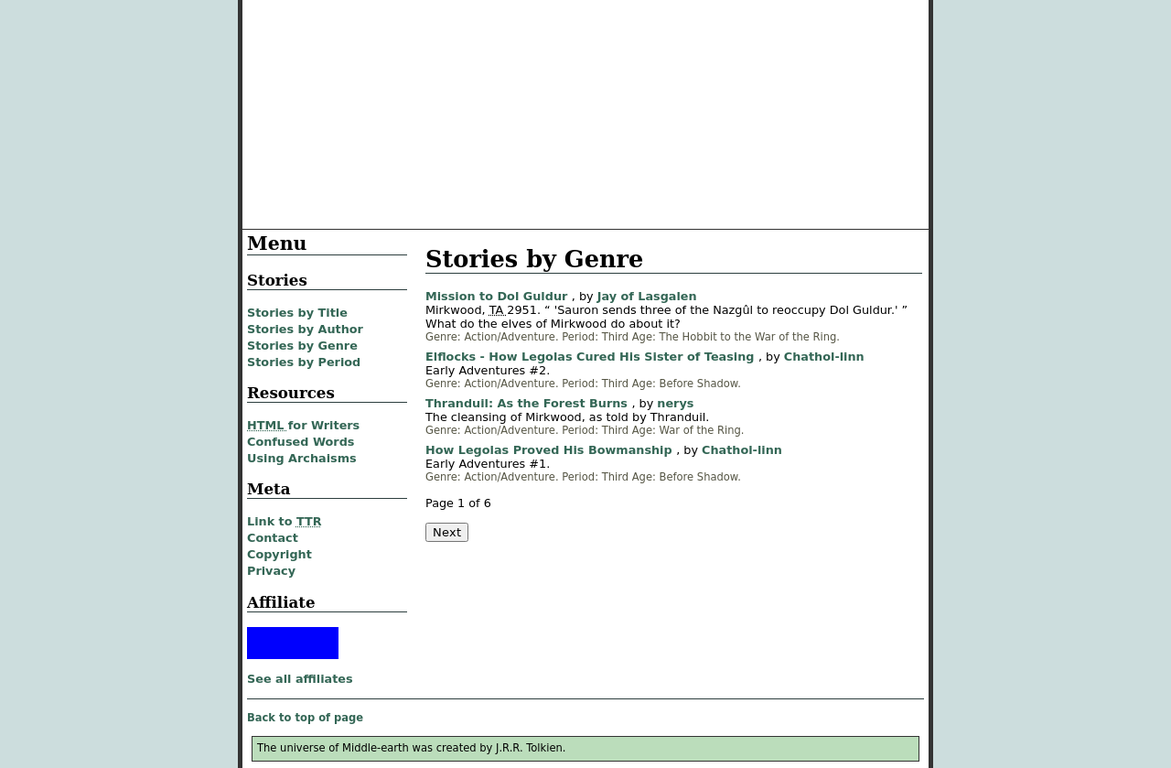 Menu
Stories
Stories by Title
Stories by Author
Stories by Genre
Stories by Period
Resources
HTML for Writers
Confused Words
Using Archaisms
Meta
Link to TTR
Contact
Copyright
Privacy
Affiliate
See all affiliates
Stories by Genre
Mission to Dol Guldur , by Jay of Lasgalen
Mirkwood, TA 2951. “ 'Sauron sends three of the Nazgûl to reoccupy Dol Guldur.' ”
What do the elves of Mirkwood do about it?
Genre: Action/Adventure. Period: Third Age: The Hobbit to the War of the Ring.
Elflocks - How Legolas Cured His Sister of Teasing , by Chathol-linn
Early Adventures #2.
Genre: Action/Adventure. Period: Third Age: Before Shadow.
Thranduil: As the Forest Burns , by nerys
The cleansing of Mirkwood, as told by Thranduil.
Genre: Action/Adventure. Period: Third Age: War of the Ring.
How Legolas Proved His Bowmanship , by Chathol-linn
Early Adventures #1.
Genre: Action/Adventure. Period: Third Age: Before Shadow.
Page 1 of 6
Next
Back to top of page
The universe of Middle-earth was created by J.R.R. Tolkien.